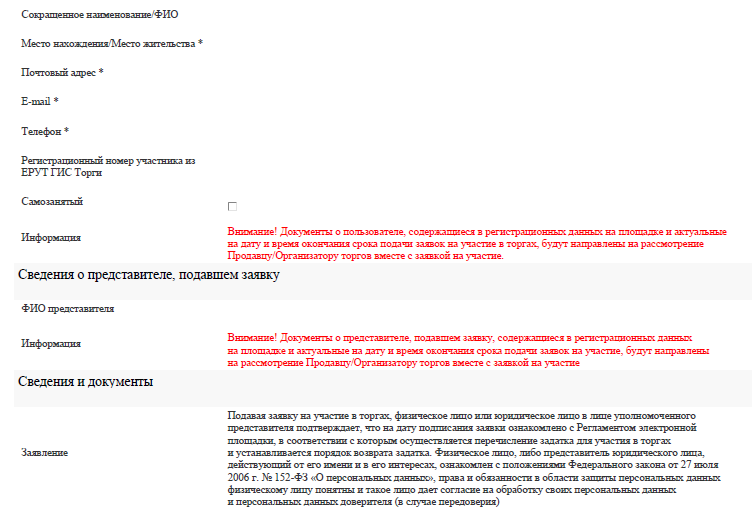 Сокращенное наименование/ФИО
Место нахождения/Место жительства *
Почтовый адрес *
E-mail *
Телефон *
Регистрационный номер участника из
ЕРУТ ГИС Торги
Самозанятый
Информация
Внимание! Документы о пользователе, содержащиеся в регистрационных данных на площадке и актуальные
на дату и время окончания срока подачи заявок на участие в торгах, будут направлены на рассмотрение
Продавцу/Организатору торгов вместе с заявкой на участие.
Сведения о представителе, подавшем заявку
ФИО представителя
Информация
Внимание! Документы о представителе, подавшем заявку, содержащиеся в регистрационных данных
на площадке и актуальные на дату и время окончания срока подачи заявок на участие, будут направлены
на рассмотрение Продавцу/Организатору торгов вместе с заявкой на участие
Сведения и документы
Заявление
Подавая заявку на участие в торгах, физическое лицо или юридическое лицо в лице уполномоченного
представителя подтверждает, что на дату подписания заявки ознакомлено с Регламентом электронной
площадки, в соответствии с которым осуществляется перечисление задатка для участия в торгах
и устанавливается порядок возврата задатка. Физическое лицо, либо представитель юридического лица,
действующий от его имени и в его интересах, ознакомлен с положениями Федерального закона от 27 июля
2006 г. № 152-ФЗ «О персональных данных», права и обязанности в области защиты персональных данных
физическому лицу понятны и такое лицо дает согласие на обработку своих персональных данных
и персональных данных доверителя (в случае передоверия)